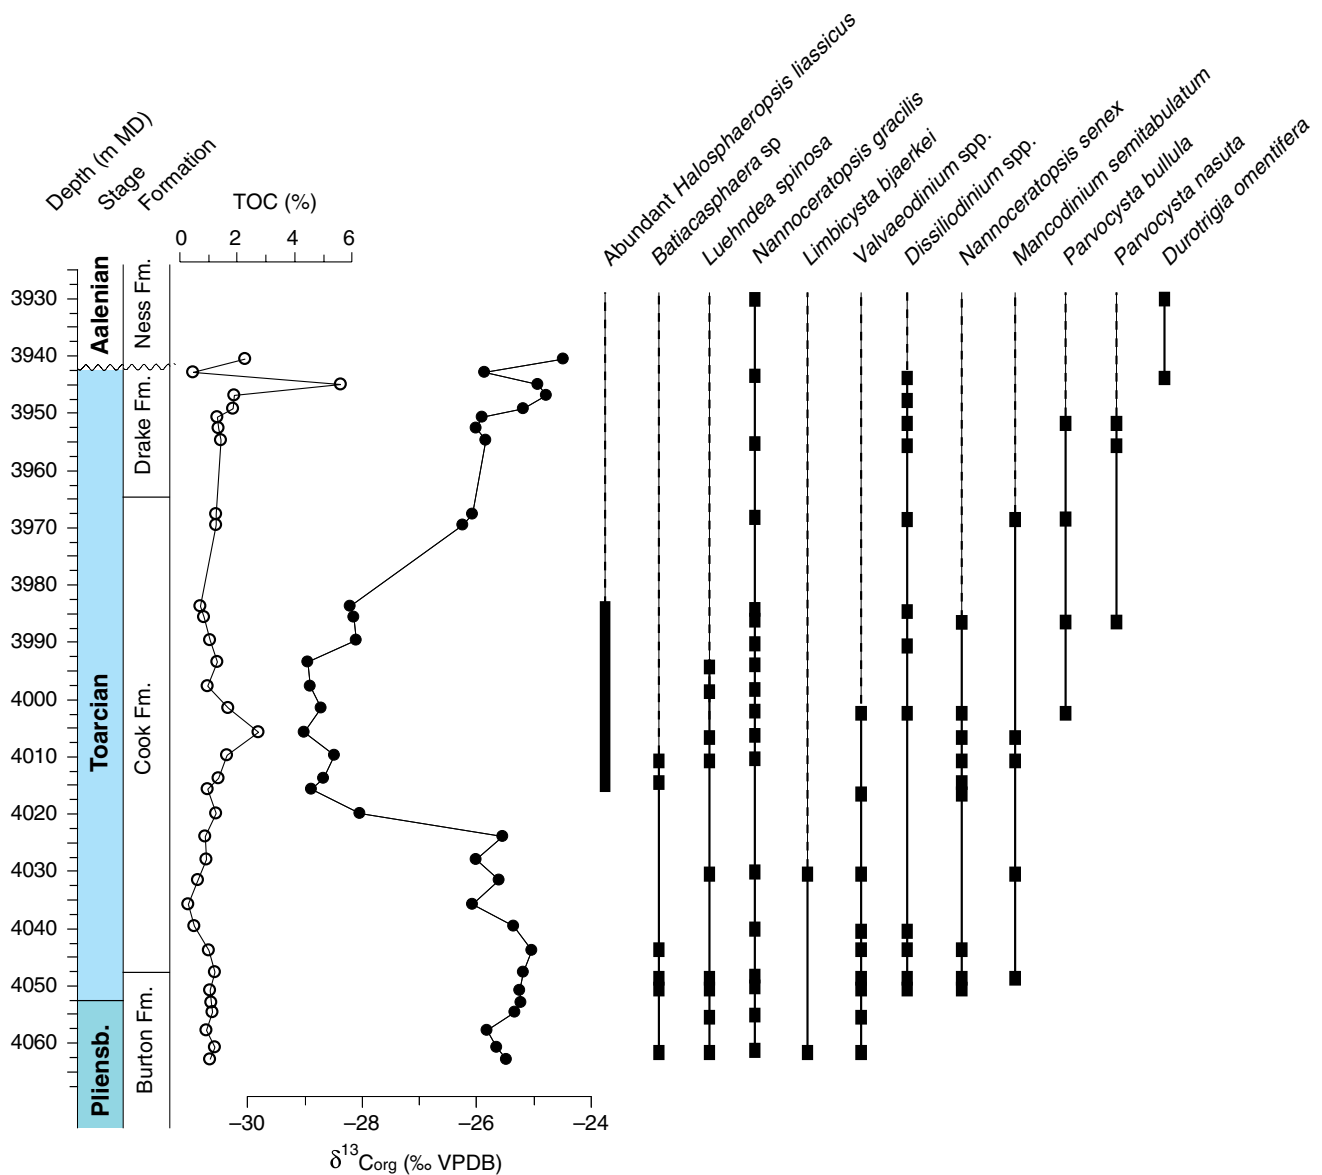 Depth (m MD)
Stage
Formation
TOC (%)
0 2 4 6
Abundant Halosphaeropsis liassicus
Batiacasphaera sp
Luehndea spinosa
Nannoceratopsis gracilis
Limbicysta bjaerkei
Valvaeodinium spp.
Dissiliodinium spp.
Nannoceratopsis senex
Mancodinium semitabulatum
Parvocysta bullula
Parvocysta nasuta
Durotrigia omentifera
3930
3940
3950
3960
3970
3980
3990
4000
4010
4020
4030
4040
4050
4060
Aalenian
Toarcian
Pliensb.
Ness Fm.
Drake Fm.
Cook Fm.
Burton Fm.
–30 –28 –26 –24
δ13Corg (‰ VPDB)